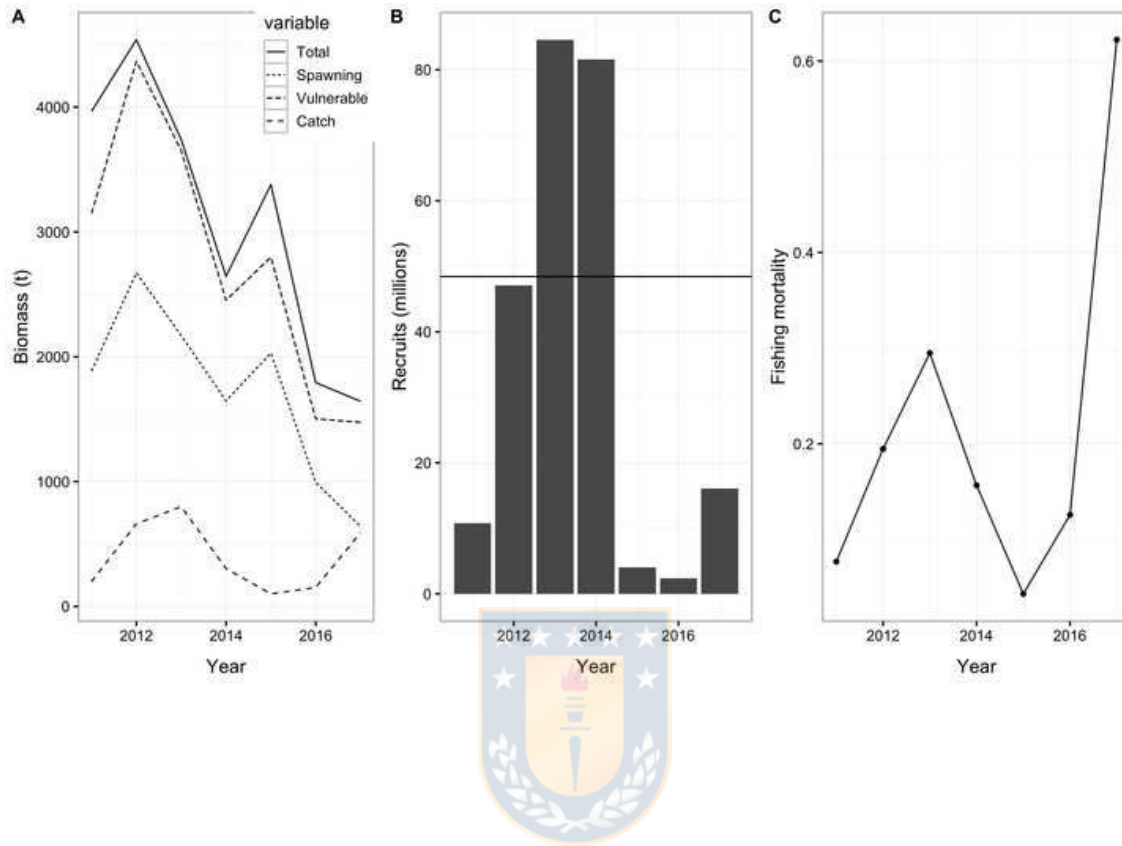 A
variable
Total
Spawning
Vulnerable
Catch
4000
3000
2000
1000
0
Biomass (t)
2012
2014
2016
Year
B
80
60
40
20
0
Recruits (millions)
2012
2014
2016
Year
C
0.6
0.4
0.2
Fishing mortality
2012
2014
2016
Year